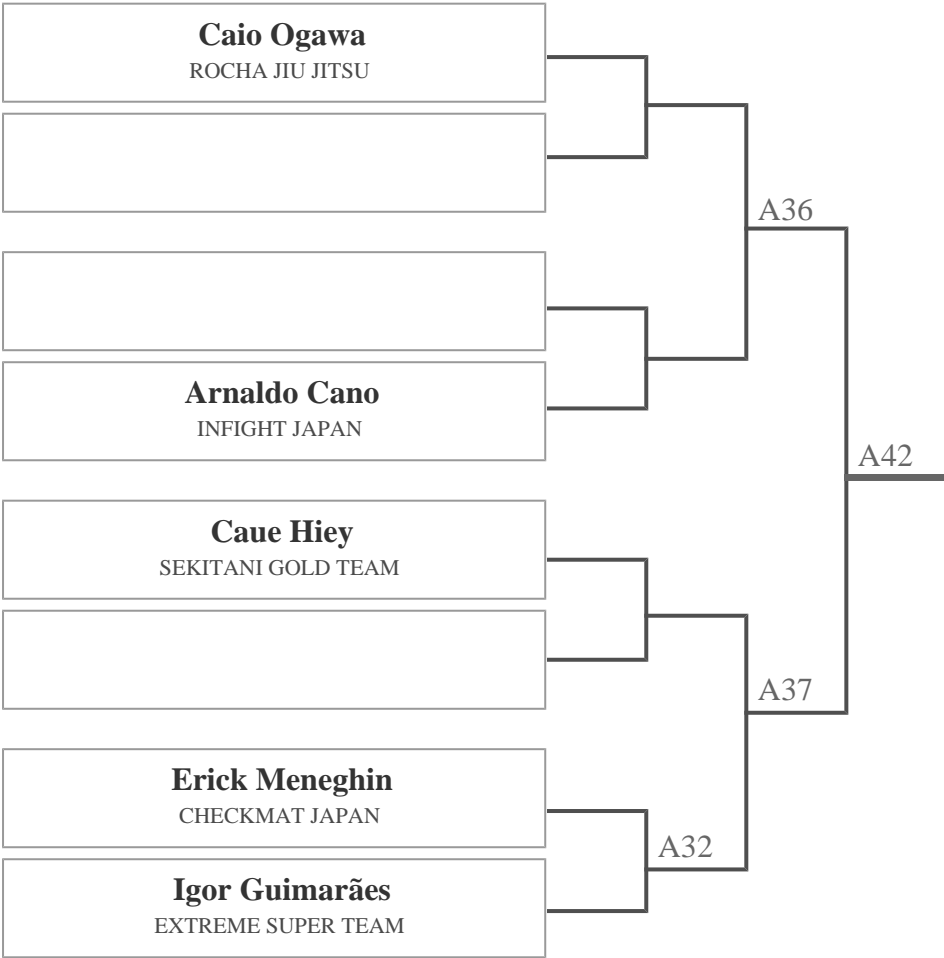 Caio Ogawa
ROCHA JIU JITSU
A36
Arnaldo Cano
INFIGHT JAPAN
A42
Caue Hiey
SEKITANI GOLD TEAM
A37
Erick Meneghin
CHECKMAT JAPAN
A32
Igor Guimarães
EXTREME SUPER TEAM